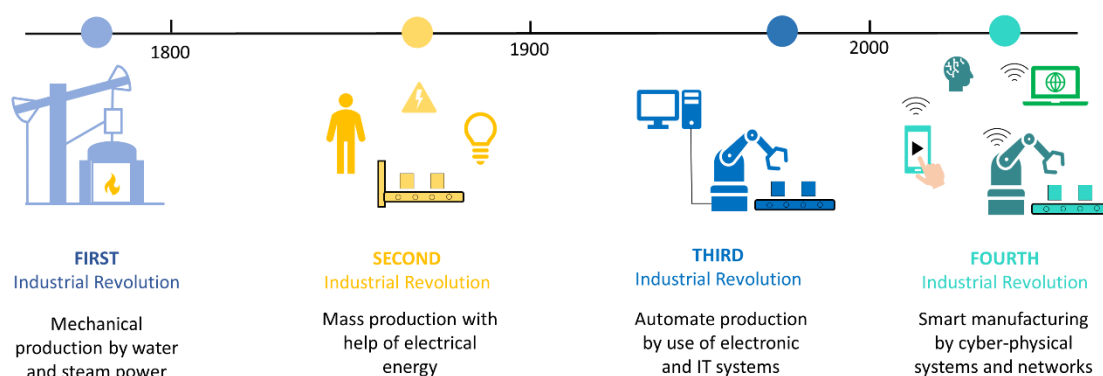 1800
1900
2000
FIRST
Industrial Revolution
Mechanical
production by water
and steam power
SECOND
Industrial Revolution
Mass production with
help of electrical
energy
THIRD
Industrial Revolution
Automate production
by use of electronic
and IT systems
FOURTH
Industrial Revolution
Smart manufacturing
by cyber-physical
systems and networks